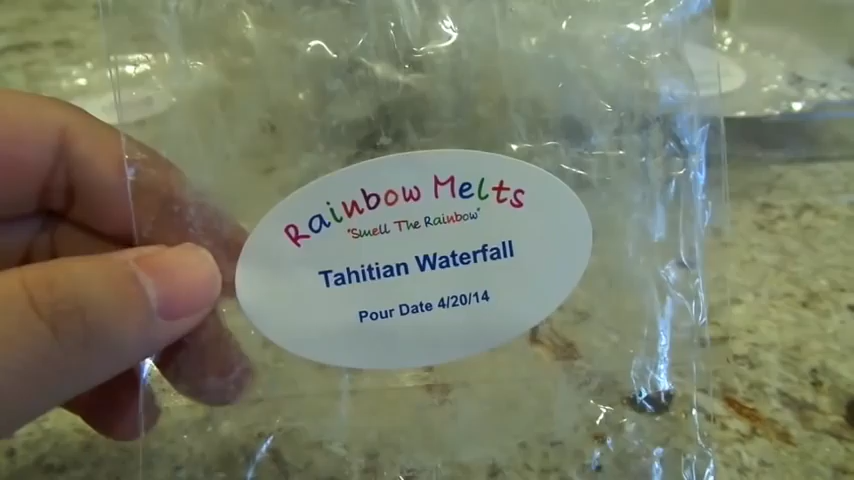 Rainbow Melts
"Smell The Rainbow"
Tahitian Waterfall
Pour Date 4/20/14